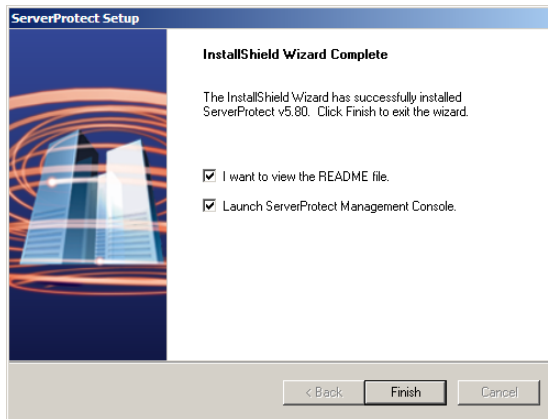 ServerProtect Setup
InstallShield Wizard Complete
The InstallShield Wizard has successfully installed
ServerProtect v5.80. Click Finish to exit the wizard.
I want to view the README file.
Launch ServerProtect Management Console.
< Back
Finish
Cancel